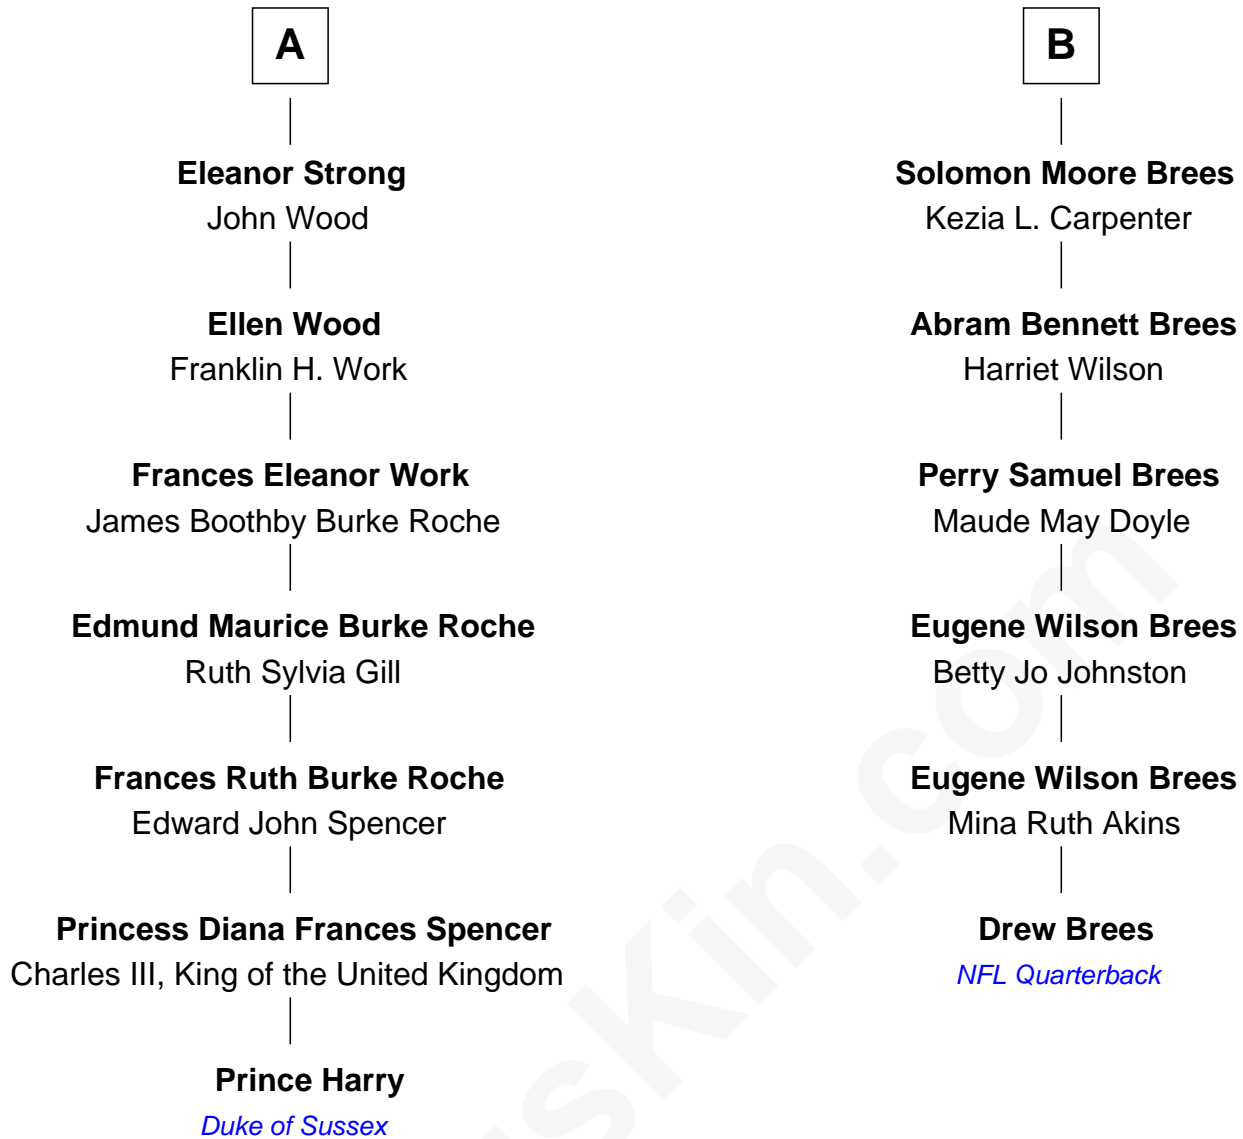 A
Eleanor Strong
John Wood
Ellen Wood
Franklin H. Work
Frances Eleanor Work
James Boothby Burke Roche
Edmund Maurice Burke Roche
Ruth Sylvia Gill
Frances Ruth Burke Roche
Edward John Spencer
Princess Diana Frances Spencer
Charles III, King of the United Kingdom
Prince Harry
Duke of Sussex
B
Solomon Moore Brees
Kezia L. Carpenter
Abram Bennett Brees
Harriet Wilson
Perry Samuel Brees
Maude May Doyle
Eugene Wilson Brees
Betty Jo Johnston
Eugene Wilson Brees
Mina Ruth Akins
Drew Brees
NFL Quarterback